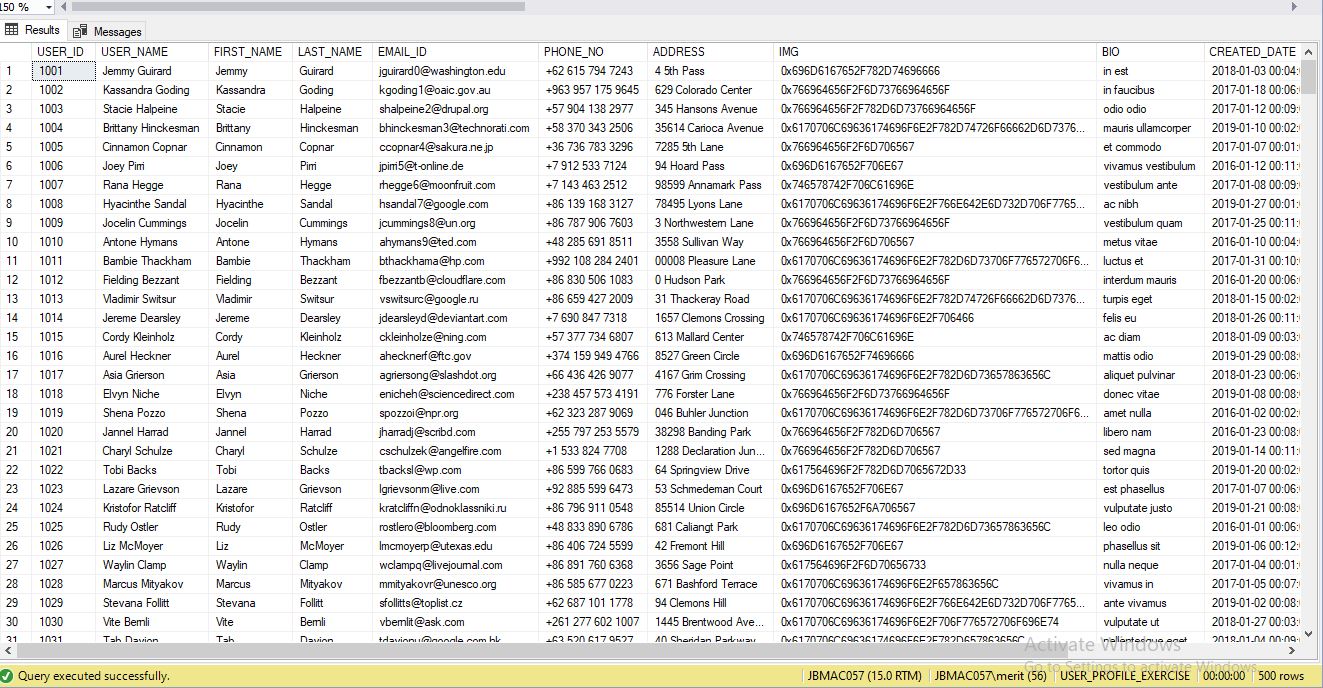 150 %
Results Messages
USER_ID USER_NAME FIRST_NAME LAST_NAME EMAIL_ID PHONE_NO ADDRESS IMG BIO CREATED_DATE
1 1001 Jemmy Guirard Jemmy Guirard jguirard0@washington.edu +62 615 794 7243 4 5th Pass 0x696D6167652F782D74696666 in est 2018-01-03 00:04:
2 1002 Kassandra Goding Kassandra Goding kgoding1@oaic.gov.au +963 957 175 9645 629 Colorado Center 0x766964656F2F6D73766964656F in faucibus 2017-01-18 00:06:
3 1003 Stacie Halpeine Stacie Halpeine shalpeine2@drupal.org +57 904 138 2977 345 Hansons Avenue 0x766964656F2F782D6D73766964656F odio odio 2017-01-12 00:09:
4 1004 Brittany Hinckesman Brittany Hinckesman bhinckesman3@technorati.com +58 370 343 2506 35614 Carioca Avenue 0x6170706C69636174696F6E2F782D74726F66662D6D7376... mauris ullamcorper 2019-01-10 00:02:
5 1005 Cinnamon Copnar Cinnamon Copnar ccopnar4@sakura.ne.jp +36 736 783 3296 7285 5th Lane 0x766964656F2F6D706567 et commodo 2017-01-07 00:01:
6 1006 Joey Pirri Joey Pirri jpirri5@t-online.de +7 912 533 7124 94 Hoard Pass 0x696D6167652F706E67 vivamus vestibulum 2016-01-12 00:11:
7 1007 Rana Hegge Rana Hegge rhegge6@moonfruit.com +7 143 463 2512 98599 Annamark Pass 0x746578742F706C61696E vestibulum ante 2017-01-08 00:09:
8 1008 Hyacinthe Sandal Hyacinthe Sandal hsandal7@google.com +86 139 168 3127 78495 Lyons Lane 0x6170706C69636174696F6E2F766E642E6D732D706F7765... ac nibh 2019-01-27 00:01:
9 1009 Jocelin Cummings Jocelin Cummings jcummings8@un.org +86 787 906 7603 3 Northwestern Lane 0x766964656F2F6D73766964656F vestibulum quam 2017-01-25 00:11:
10 1010 Antone Hymans Antone Hymans ahymans9@ted.com +48 285 691 8511 3558 Sullivan Way 0x766964656F2F6D706567 metus vitae 2016-01-10 00:04:
11 1011 Bambie Thackham Bambie Thackham bthackhama@hp.com +992 108 284 2401 00008 Pleasure Lane 0x6170706C69636174696F6E2F782D6D73706F776572706F6... luctus et 2017-01-31 00:10:
12 1012 Fielding Bezzant Fielding Bezzant fbezzantb@cloudflare.com +86 830 506 1083 0 Hudson Park 0x766964656F2F782D6D73766964656F interdum mauris 2016-01-20 00:06:
13 1013 Vladimir Switsur Vladimir Switsur vswitsurc@google.ru +86 659 427 2009 31 Thackeray Road 0x6170706C69636174696F6E2F782D74726F66662D6D7376... turpis eget 2018-01-15 00:02:
14 1014 Jereme Dearsley Jereme Dearsley jdearsleyd@deviantart.com +7 690 847 7318 1657 Clemons Crossing 0x6170706C69636174696F6E2F706466 felis eu 2018-01-26 00:11:
15 1015 Cordy Kleinholz Cordy Kleinholz ckleinholze@ning.com +57 377 734 6807 613 Mallard Center 0x746578742F706C61696E ac diam 2018-01-09 00:03:
16 1016 Aurel Heckner Aurel Heckner ahecknerf@ftc.gov +374 159 949 4766 8527 Green Circle 0x696D6167652F74696666 mattis odio 2019-01-29 00:08:
17 1017 Asia Grierson Asia Grierson agriersong@slashdot.org +66 436 426 9077 4167 Grim Crossing 0x6170706C69636174696F6E2F782D6D73657863656C aliquet pulvinar 2018-01-23 00:06:
18 1018 Elvyn Niche Elvyn Niche enicheh@sciencedirect.com +238 457 573 4191 776 Forster Lane 0x766964656F2F6D73766964656F donec vitae 2019-01-08 00:08:
19 1019 Shena Pozzo Shena Pozzo spozzoi@npr.org +62 323 287 9069 046 Buhler Junction 0x6170706C69636174696F6E2F782D6D73706F776572706F6... amet nulla 2016-01-02 00:02:
20 1020 Jannel Harrad Jannel Harrad jharradj@scribd.com +255 797 253 5579 38298 Banding Park 0x766964656F2F782D6D706567 libero nam 2016-01-23 00:08:
21 1021 Charyl Schulze Charyl Schulze cschulzek@angelfire.com +1 533 824 7708 1288 Declaration Jun... 0x766964656F2F782D6D706567 sed magna 2019-01-14 00:11:
22 1022 Tobi Backs Tobi Backs tbacksl@wp.com +86 599 766 0683 64 Springview Drive 0x617564696F2F782D6D7065672D33 tortor quis 2019-01-20 00:02:
23 1023 Lazare Grievson Lazare Grievson lgrievsonm@live.com +92 885 599 6473 53 Schmedeman Court 0x696D6167652F706E67 est phasellus 2017-01-07 00:06:
24 1024 Kristofor Ratcliff Kristofor Ratcliff kratcliffn@odnoklassniki.ru +86 796 911 0548 85514 Union Circle 0x696D6167652F6A706567 vulputate justo 2019-01-21 00:08:
25 1025 Rudy Ostler Rudy Ostler rostlero@bloomberg.com +48 833 890 6786 681 Caliangt Park 0x6170706C69636174696F6E2F782D6D73657863656C leo odio 2016-01-01 00:06:
26 1026 Liz McMoyer Liz McMoyer lmcmoyerp@utexas.edu +86 406 724 5599 42 Fremont Hill 0x696D6167652F706E67 phasellus sit 2019-01-06 00:12:
27 1027 Waylin Clamp Waylin Clamp wclampq@livejournal.com +86 891 760 6368 3656 Sage Point 0x617564696F2F6D70656733 nulla neque 2017-01-04 00:01:
28 1028 Marcus Mityakov Marcus Mityakov mmityakovr@unesco.org +86 585 677 0223 671 Bashford Terrace 0x6170706C69636174696F6E2F657863656C vivamus in 2017-01-05 00:07:
29 1029 Stevana Follitt Stevana Follitt sfollitts@toplist.cz +62 687 101 1778 94 Clemons Hill 0x6170706C69636174696F6E2F766E642E6D732D706F7765... ante vivamus 2019-01-02 00:08:
30 1030 Vite Bernli Vite Bernli vbernlit@ask.com +261 277 602 1007 1445 Brentwood Ave... 0x6170706C69636174696F6E2F706F776572706F696E74 vulputate ut 2018-01-27 00:03:
31 1031 Tab Davion Tab Davion tdavionu@google.com.hk +63 520 617 9527 40 Sheridan Parkway 0x6170706C69636174696F6E2F782D6D73657863656C pellentesque eget 2018-01-04 00:09:
Activate Windows
Go to Settings to activate Windows.
Query executed successfully. JBMAC057 (15.0 RTM) JBMAC057\merit (56) USER_PROFILE_EXERCISE 00:00:00 500 rows